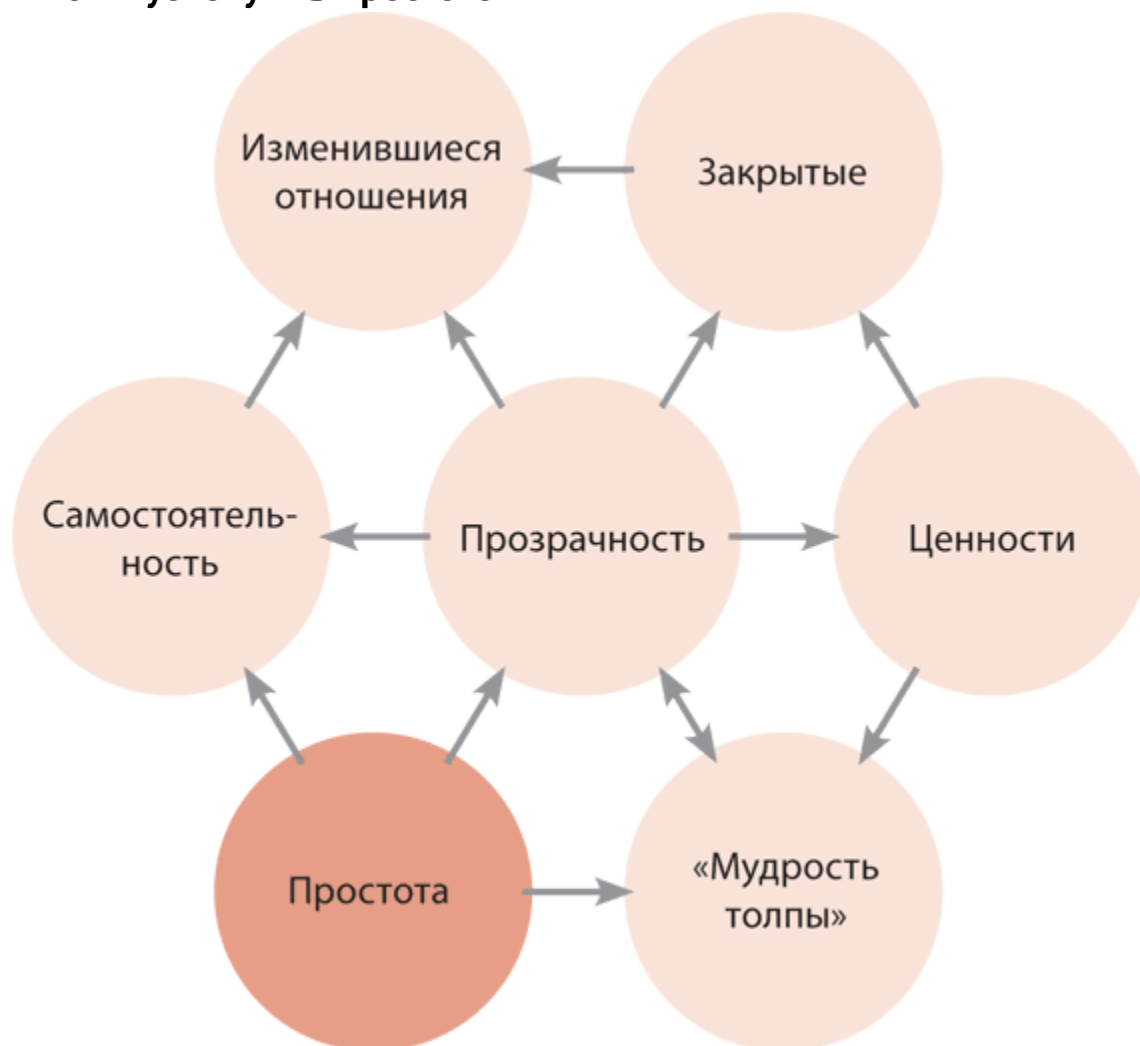 Изменившиеся
отношения
Закрытые
Самостоятель-
ность
Прозрачность
Ценности
Простота
«Мудрость
толпы»